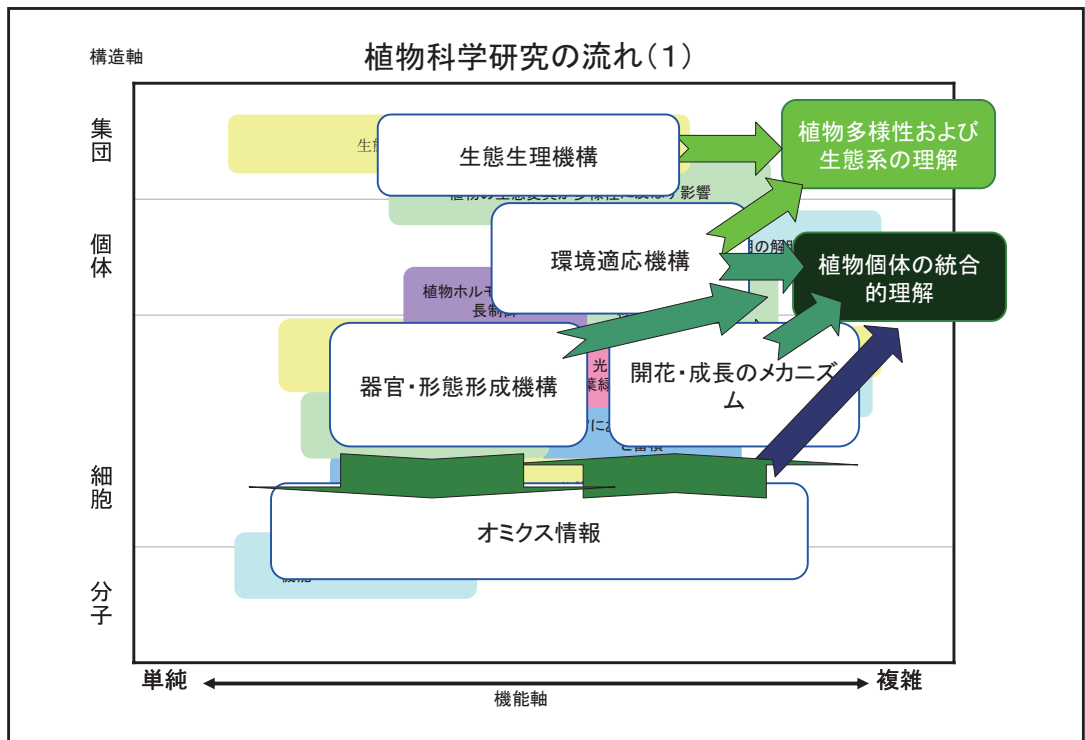 植物科学研究の流れ(１)
構造軸
集団
生態生理機構
植物多様性および
生態系の理解
影響
個体
環境適応機構
の解
植物個体の統合
的理解
植物ホルモ
器官・形態形成機構
光
開花・成長のメカニズ
ム
細胞
オミクス情報
分子
機能
単純
複雑
機能軸